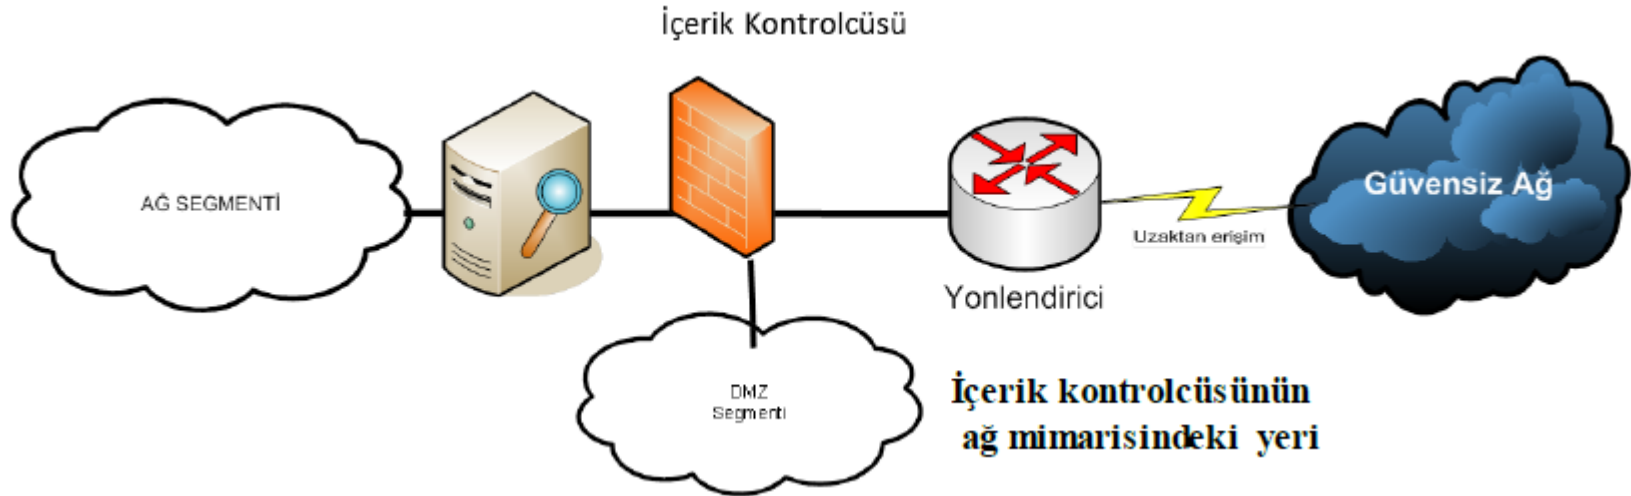 İçerik Kontrolcüsü
AĞ SEGMENTİ
Güvensiz Ağ
Uzaktan erişim
Yonlendirici
DMZ
Segmenti
İçerik kontrolcüsünün
ağ mimarisindeki yeri